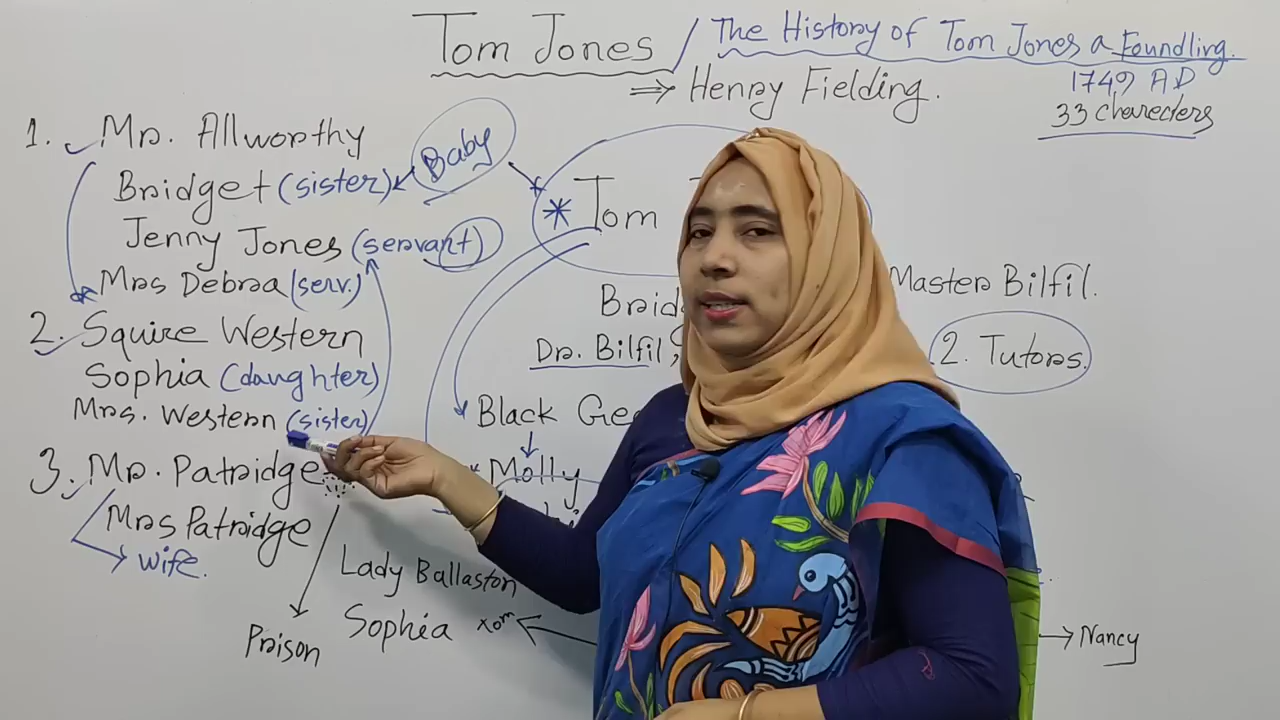 Tom Jones / The History of Tom Jones a Foundling.
1749 AD
⇒ Henry Fielding.
33 charecters
1. Mr. Allworthy
Baby
Bridget (sister)
* Tom
Jenny Jones (servant)
Mrs Debra (serv.)
Master Bilfil.
2. Squire Western
Dr. Bilfil,
2. Tutors.
Sophia (daughter)
Mrs. Western (sister)
Black
3. Mr. Patridge
Molly
Mrs Patridge
wife.
Lady Ballaston
Sophia
Tom
Prison
Nancy